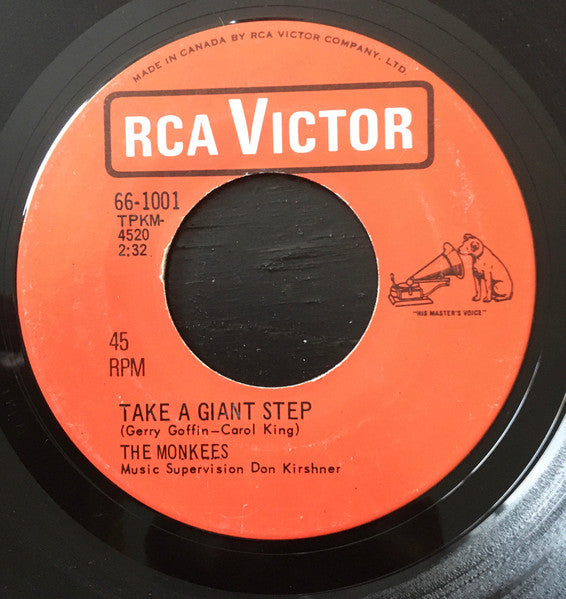 MADE IN CANADA BY RCA VICTOR COMPANY, LTD.
RCA VICTOR
66-1001
TPKM-
4520
2:32
"HIS MASTER'S VOICE"
45
RPM
TAKE A GIANT STEP
(Gerry Goffin-Carol King)
THE MONKEES
Music Supervision Don Kirshner